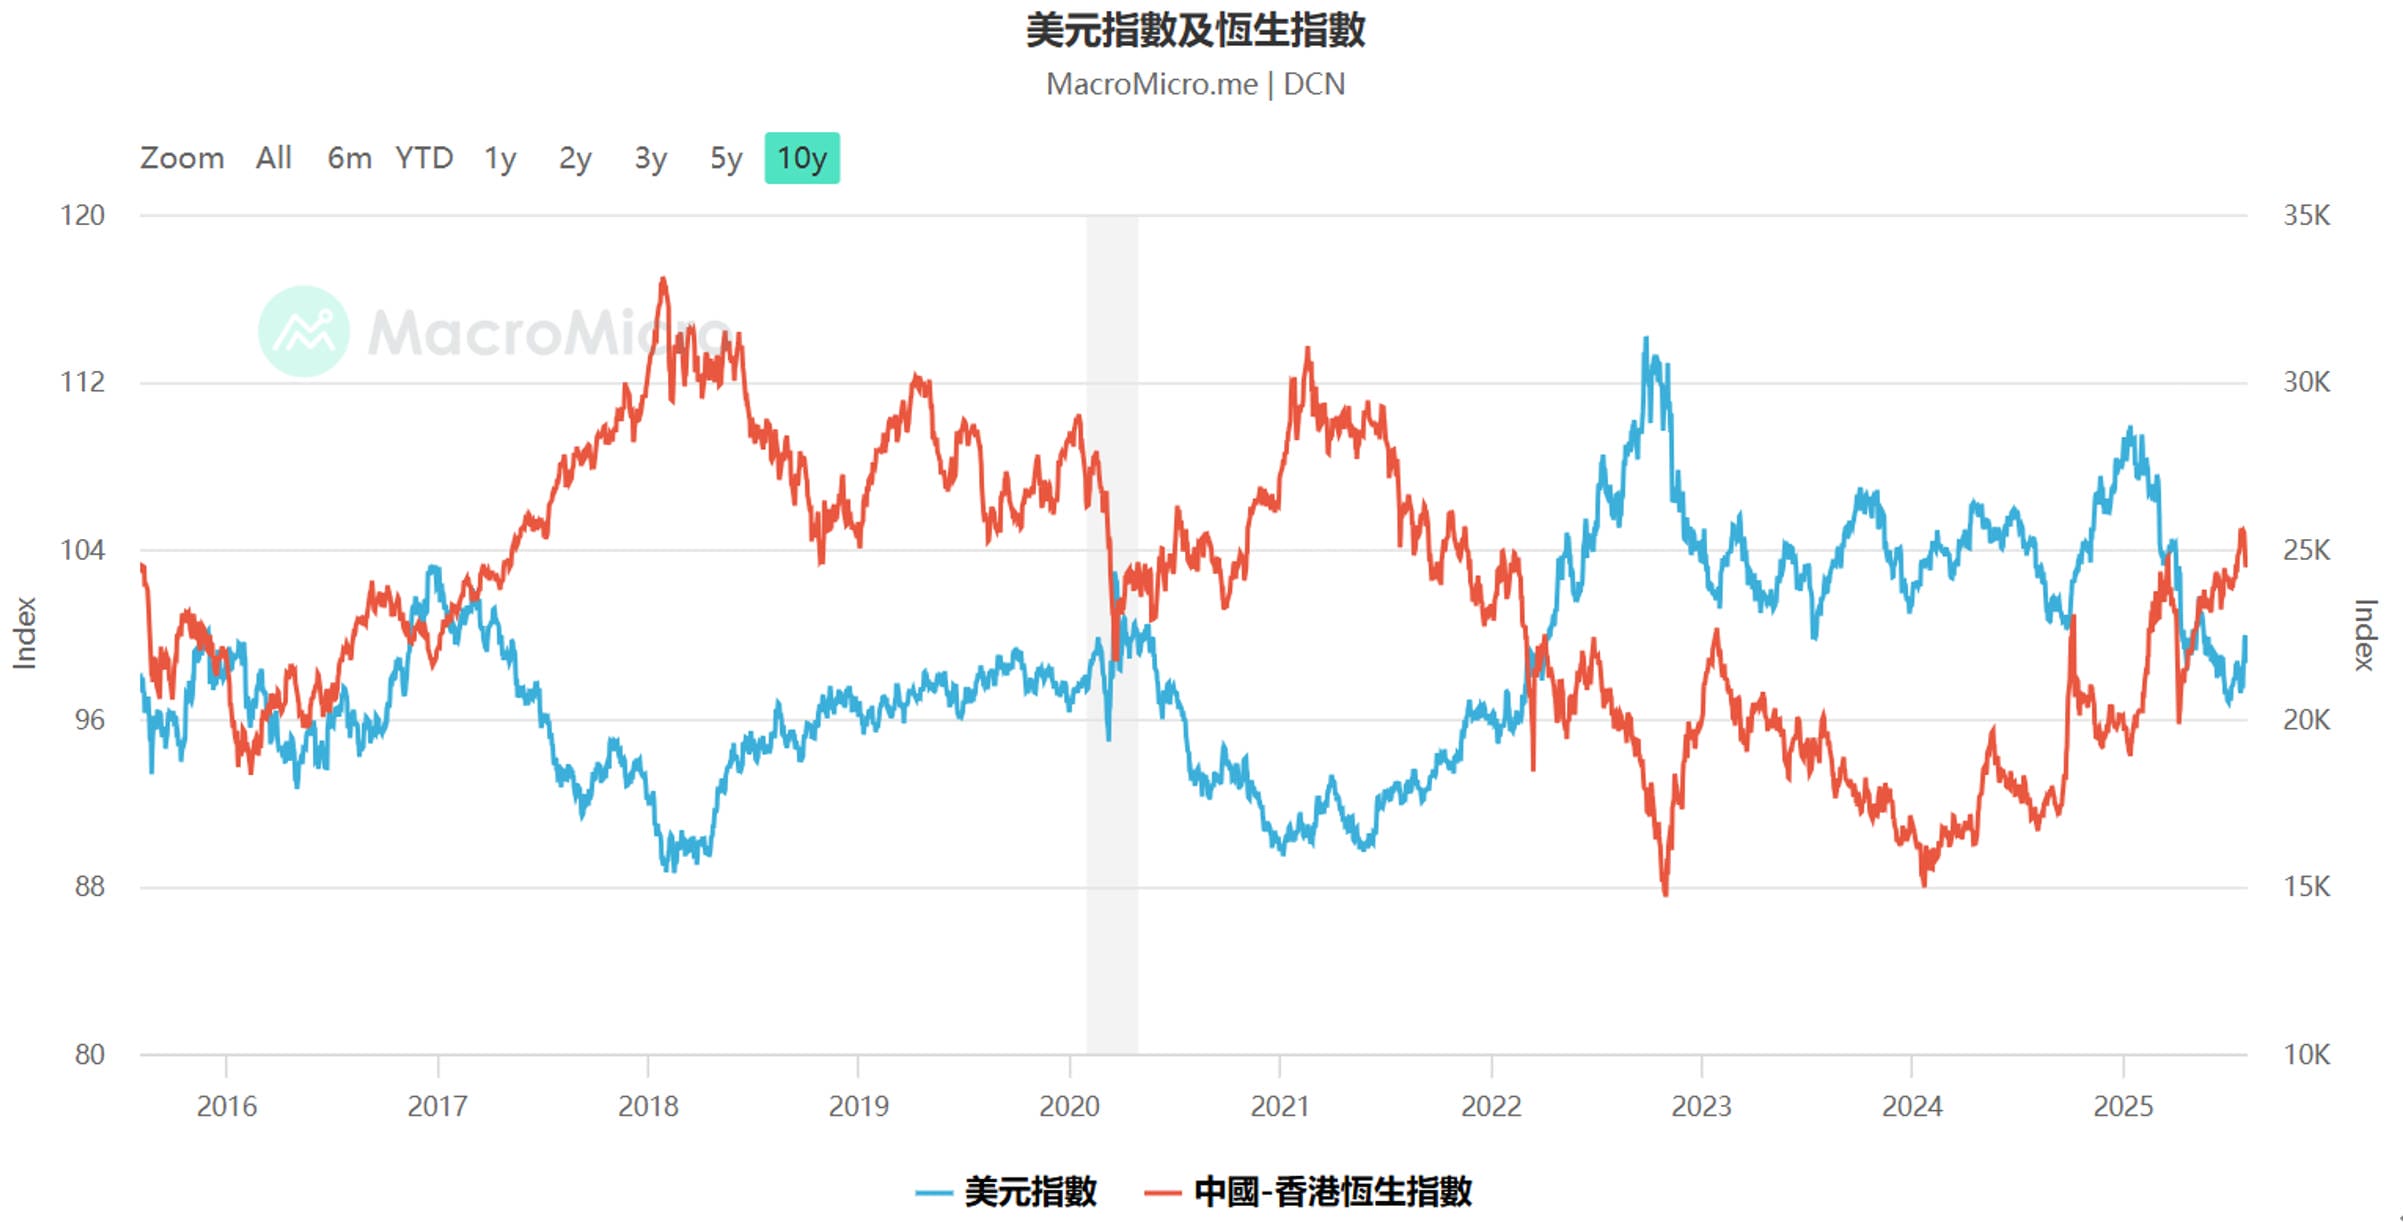 美元指數及恆生指數
MacroMicro.me | DCN
Zoom All 6m YTD 1y 2y 3y 5y 10y
120 35K
MacroMicro
112 30K
104 25K
Index Index
96 20K
88 15K
80 10K
2016 2017 2018 2019 2020 2021 2022 2023 2024 2025
美元指數 中國-香港恆生指數